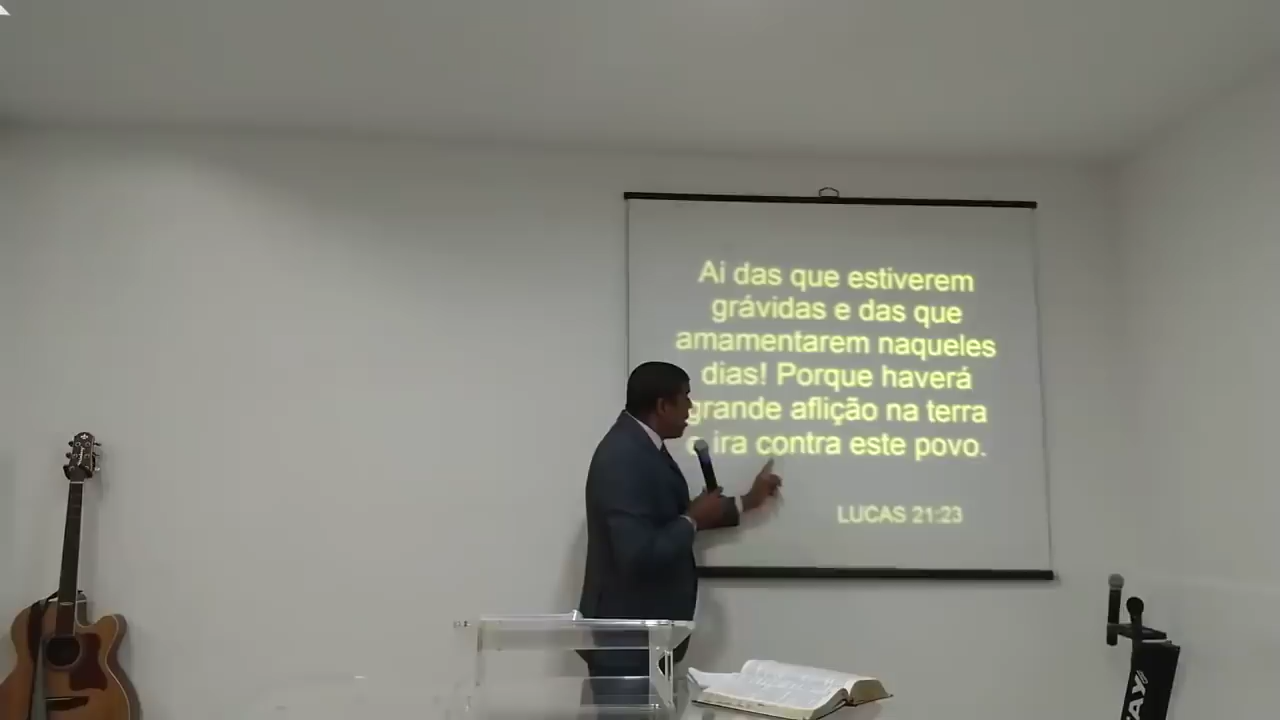 Ai das que estiverem
grávidas e das que
amamentarem naqueles
dias! Porque haverá
grande aflição na terra
e ira contra este povo.
LUCAS 21:23